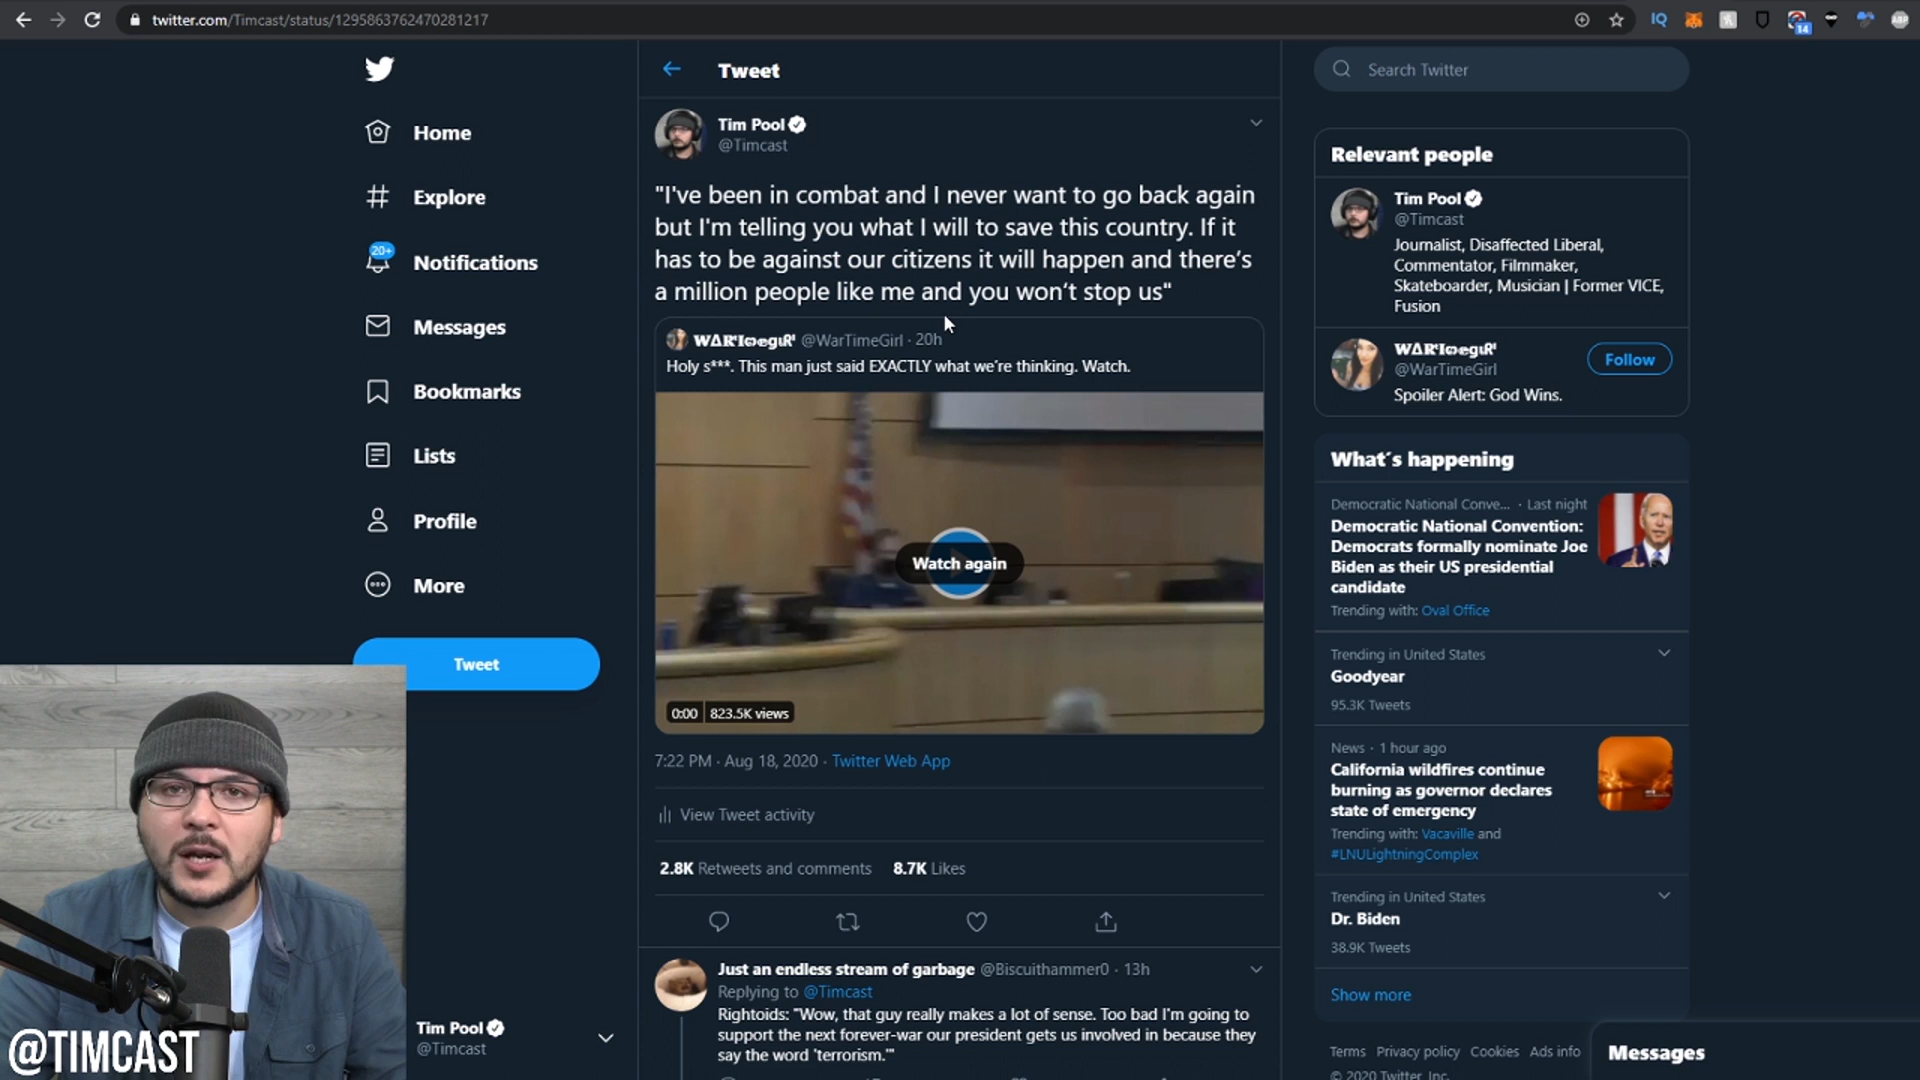 twitter.com/Timcast/status/1295863762470281217
IQ
14
ABP
Home
Explore
20+
Notifications
Messages
Bookmarks
Lists
Profile
More
Tweet
Tim Pool
@Timcast
@TIMCAST
Tweet
Tim Pool
@Timcast
"I've been in combat and I never want to go back again
but I'm telling you what I will to save this country. If it
has to be against our citizens it will happen and there's
a million people like me and you won't stop us"
@WarTimeGirl · 20h
Holy s***. This man just said EXACTLY what we're thinking. Watch.
Watch again
0:00 823.5K views
7:22 PM · Aug 18, 2020 · Twitter Web App
View Tweet activity
2.8K Retweets and comments 8.7K Likes
Just an endless stream of garbage @Biscuithammer0 · 13h
Replying to @Timcast
Rightoids: "Wow, that guy really makes a lot of sense. Too bad I'm going to
support the next forever-war our president gets us involved in because they
say the word 'terrorism.'"
Search Twitter
Relevant people
Tim Pool
@Timcast
Journalist, Disaffected Liberal,
Commentator, Filmmaker,
Skateboarder, Musician | Former VICE,
Fusion
@WarTimeGirl
Follow
Spoiler Alert: God Wins.
What's happening
Democratic National Conve... · Last night
Democratic National Convention:
Democrats formally nominate Joe
Biden as their US presidential
candidate
Trending with: Oval Office
Trending in United States
Goodyear
95.3K Tweets
News · 1 hour ago
California wildfires continue
burning as governor declares
state of emergency
Trending with: Vacaville and
#LNULightningComplex
Trending in United States
Dr. Biden
38.9K Tweets
Show more
Terms Privacy policy Cookies Ads info
© 2020 Twitter, Inc.
Messages